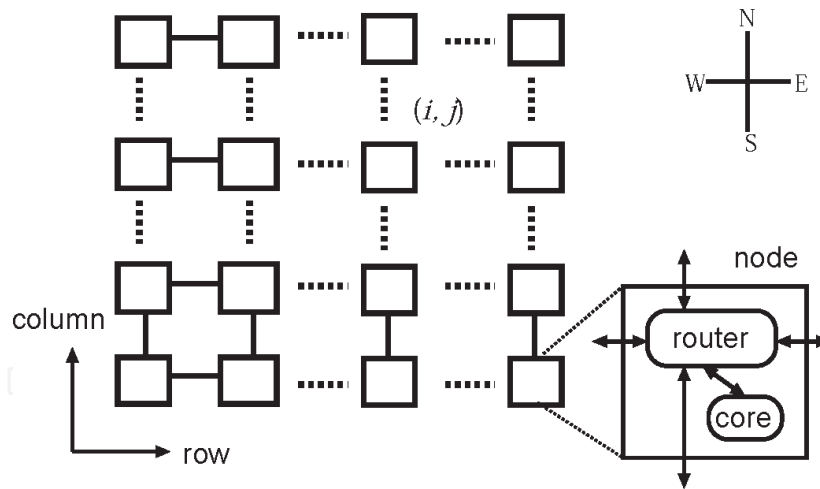 N
W E
S
(i, j)
node
column
router
core
row